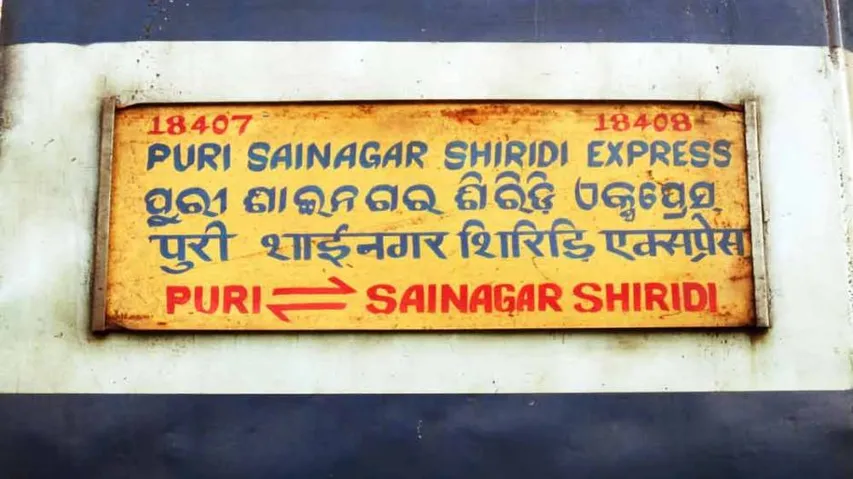 18407 18408
PURI SAINAGAR SHIRIDI EXPRESS
ପୁରୀ ଶାଇନଗର ଶିରିଡ଼ି ଏକ୍ସପ୍ରେସ୍
पुरी शाईनगर शिरिड़ि एक्सप्रेस
PURI ⇌ SAINAGAR SHIRIDI